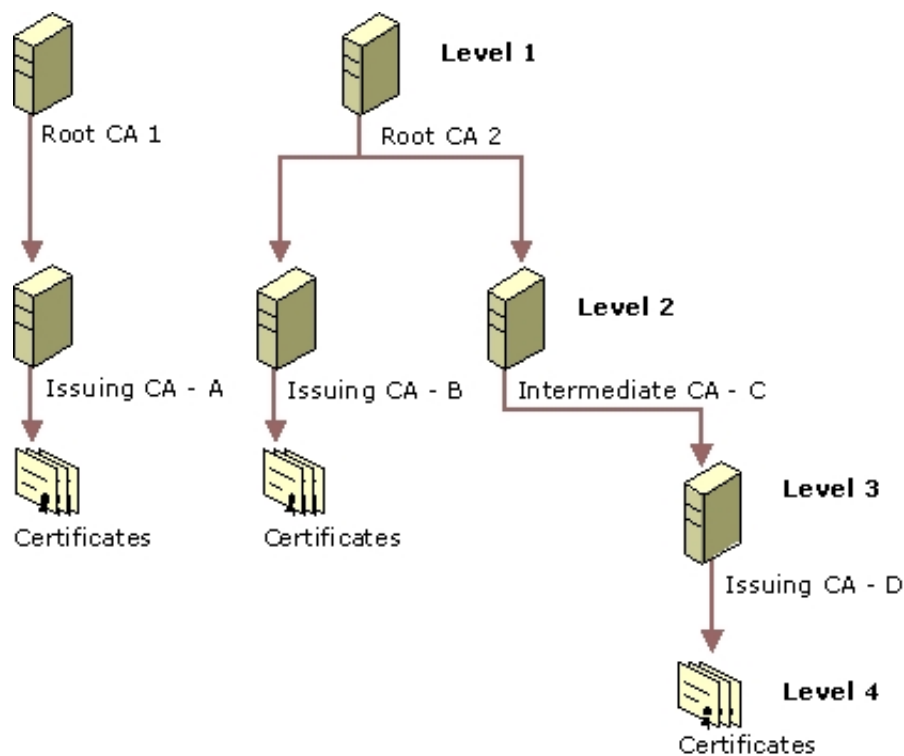 Level 1
Root CA 1
Root CA 2
Level 2
Issuing CA - A
Issuing CA - B
Intermediate CA - C
Level 3
Certificates
Certificates
Issuing CA - D
Level 4
Certificates